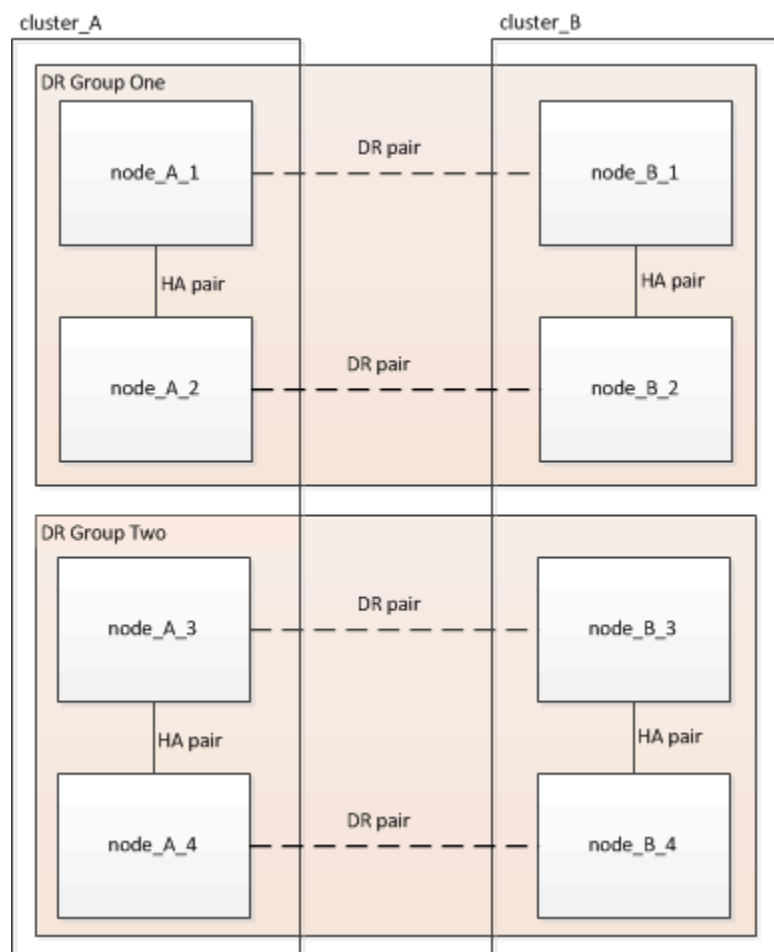 cluster_A
cluster_B
DR Group One
node_A_1
DR pair
node_B_1
HA pair
HA pair
node_A_2
DR pair
node_B_2
DR Group Two
node_A_3
DR pair
node_B_3
HA pair
HA pair
node_A_4
DR pair
node_B_4